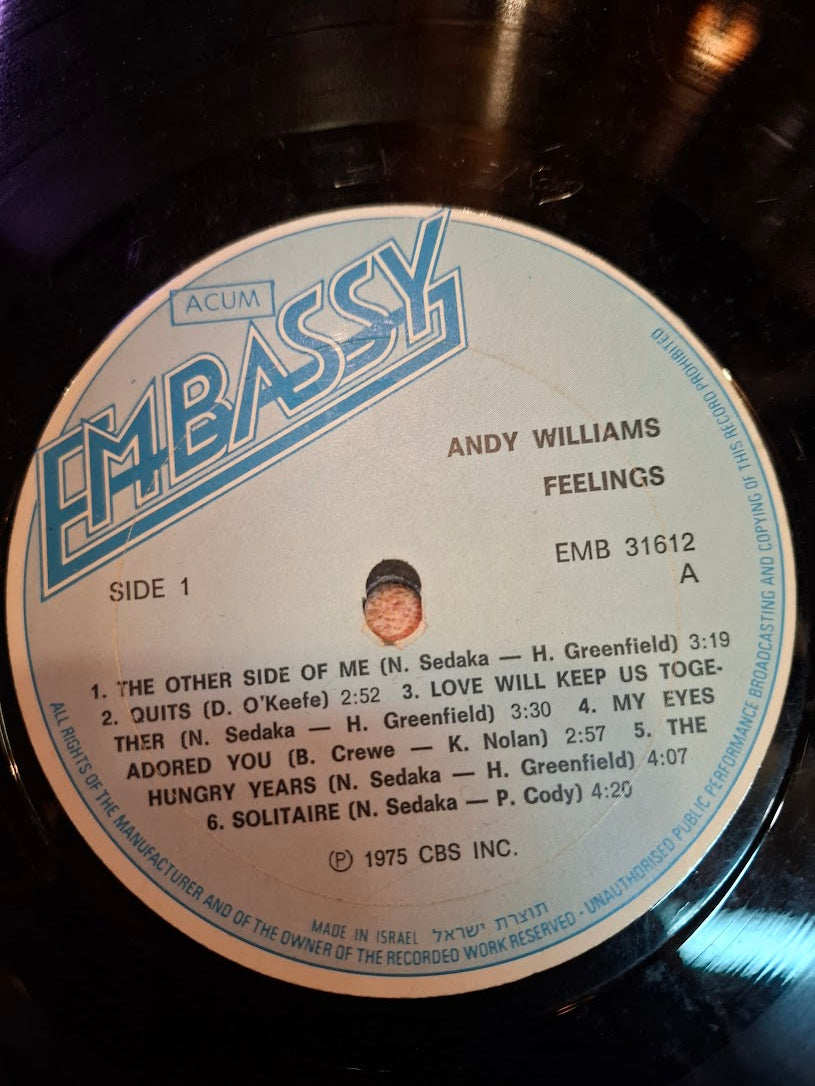 ACUM
EMBASSY
ANDY WILLIAMS
FEELINGS
EMB 31612
A
SIDE 1
1. THE OTHER SIDE OF ME (N. Sedaka — H. Greenfield) 3:19
2. QUITS (D. O'Keefe) 2:52 3. LOVE WILL KEEP US TOGE-
THER (N. Sedaka — H. Greenfield) 3:30 4. MY EYES
ADORED YOU (B. Crewe — K. Nolan) 2:57 5. THE
HUNGRY YEARS (N. Sedaka — H. Greenfield) 4:07
6. SOLITAIRE (N. Sedaka — P. Cody) 4:20
Ⓟ 1975 CBS INC.
MADE IN ISRAEL תוצרת ישראל
ALL RIGHTS OF THE MANUFACTURER AND OF THE OWNER OF THE RECORDED WORK RESERVED - UNAUTHORISED PUBLIC PERFORMANCE BROADCASTING AND COPYING OF THIS RECORD PROHIBITED